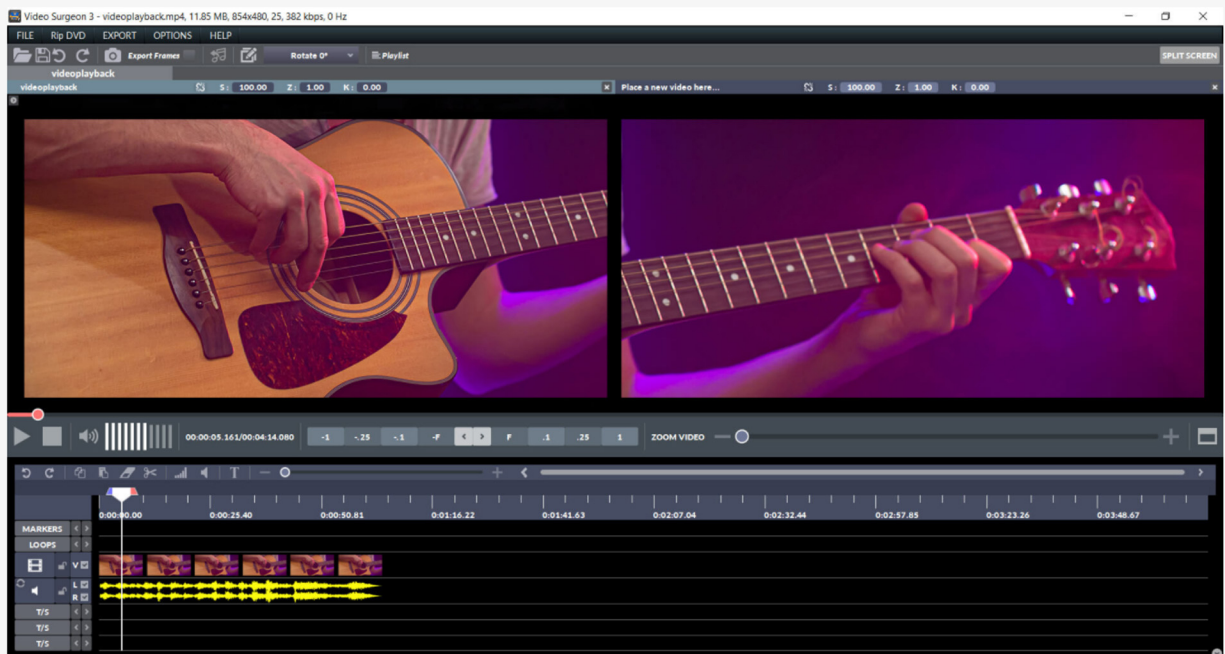 Video Surgeon 3 - videoplayback.mp4, 11.85 MB, 854x480, 25, 382 kbps, 0 Hz
FILE Rip DVD EXPORT OPTIONS HELP
Export Frames Rotate 0° Playlist SPLIT SCREEN
videoplayback
videoplayback S: 100.00 Z: 1.00 K: 0.00 Place a new video here... S: 100.00 Z: 1.00 K: 0.00
00:00:05.161/00:04:14.080 -1 -.25 -.1 -F < > F .1 .25 1 ZOOM VIDEO
T
0:00:00.00 0:00:25.40 0:00:50.81 0:01:16.22 0:01:41.63 0:02:07.04 0:02:32.44 0:02:57.85 0:03:23.26 0:03:48.67
MARKERS < >
LOOPS < >
V
L
R
T/S < >
T/S < >
T/S < >